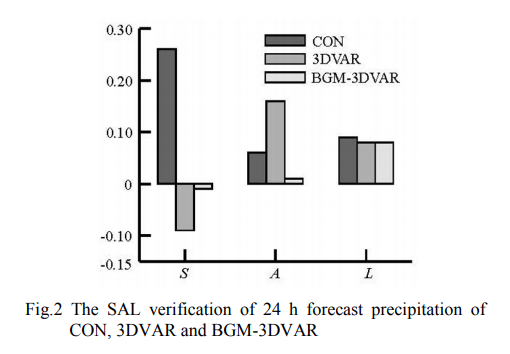 0.30
0.20
0.10
0
-0.10
-0.15
CON
3DVAR
BGM-3DVAR
S
A
L
Fig.2 The SAL verification of 24 h forecast precipitation of
CON, 3DVAR and BGM-3DVAR